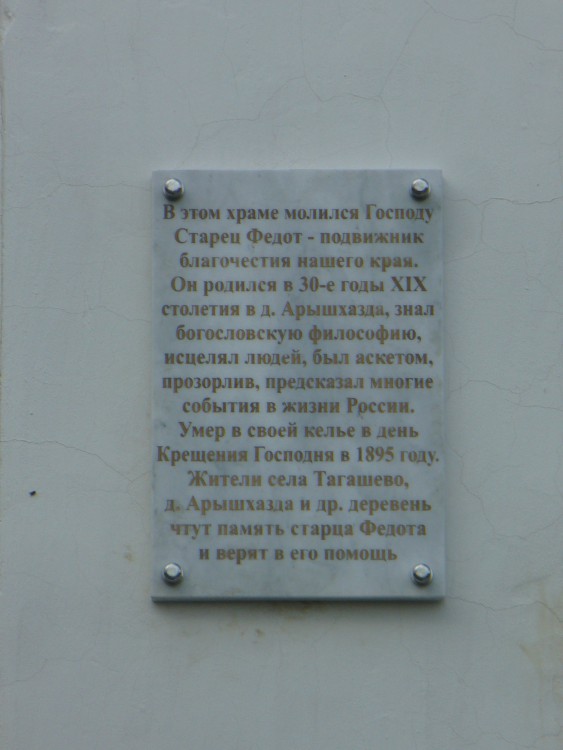 В этом храме молился Господу
Старец Федот - подвижник
благочестия нашего края.
Он родился в 30-е годы XIX
столетия в д. Арышхазда, знал
богословскую философию,
исцелял людей, был аскетом,
прозорлив, предсказал многие
события в жизни России.
Умер в своей келье в день
Крещения Господня в 1895 году.
Жители села Тагашево,
д. Арышхазда и др. деревень
чтут память старца Федота
и верят в его помощь